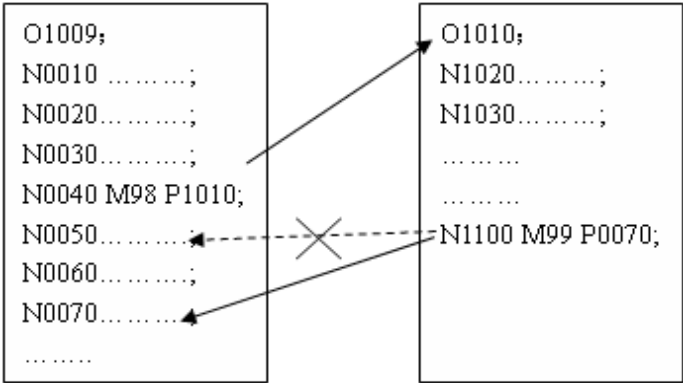 O1009;
N0010 ……….;
N0020……….;
N0030……….;
N0040 M98 P1010;
N0050……….;
N0060……….;
N0070……….;
……..
O1010;
N1020………;
N1030………;
………
………
N1100 M99 P0070;